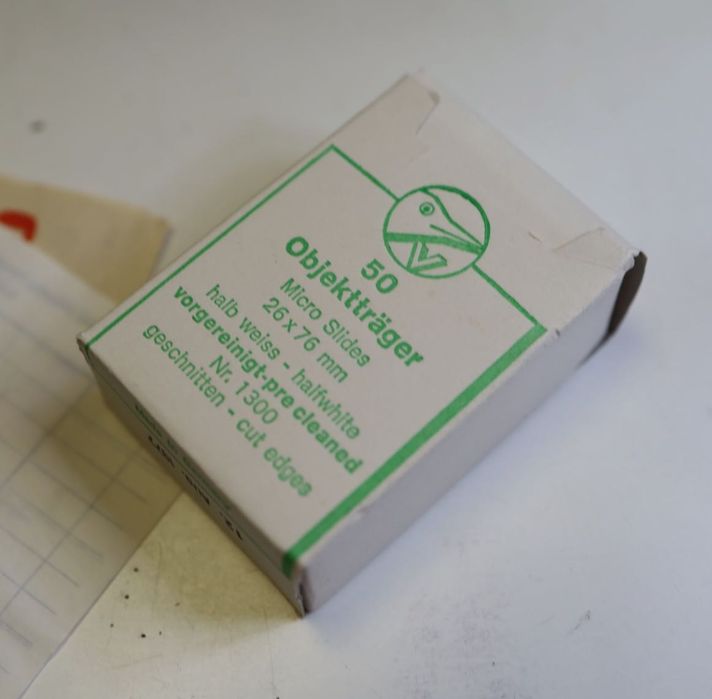 50
Objektträger
Micro Slides
26 x 76 mm
halb weiss - halfwhite
vorgereinigt-pre cleaned
Nr. 1300
geschnitten - cut edges